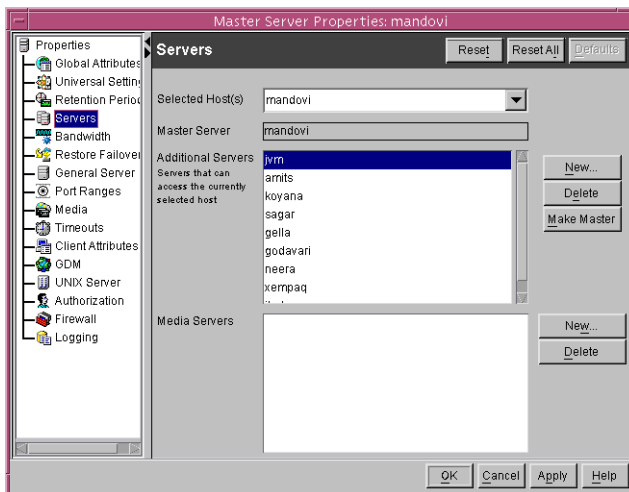 Master Server Properties: mandovi
Properties
Global Attributes
Universal Settin
Retention Period
Servers
Bandwidth
Restore Failover
General Server
Port Ranges
Media
Timeouts
Client Attributes
GDM
UNIX Server
Authorization
Firewall
Logging
Servers
Reset
Reset All
Defaults
Selected Host(s)
mandovi
Master Server
mandovi
Additional Servers
Servers that can
access the currently
selected host
jvm
amits
koyana
sagar
gella
godavari
neera
xempaq
New...
Delete
Make Master
Media Servers
New...
Delete
OK
Cancel
Apply
Help